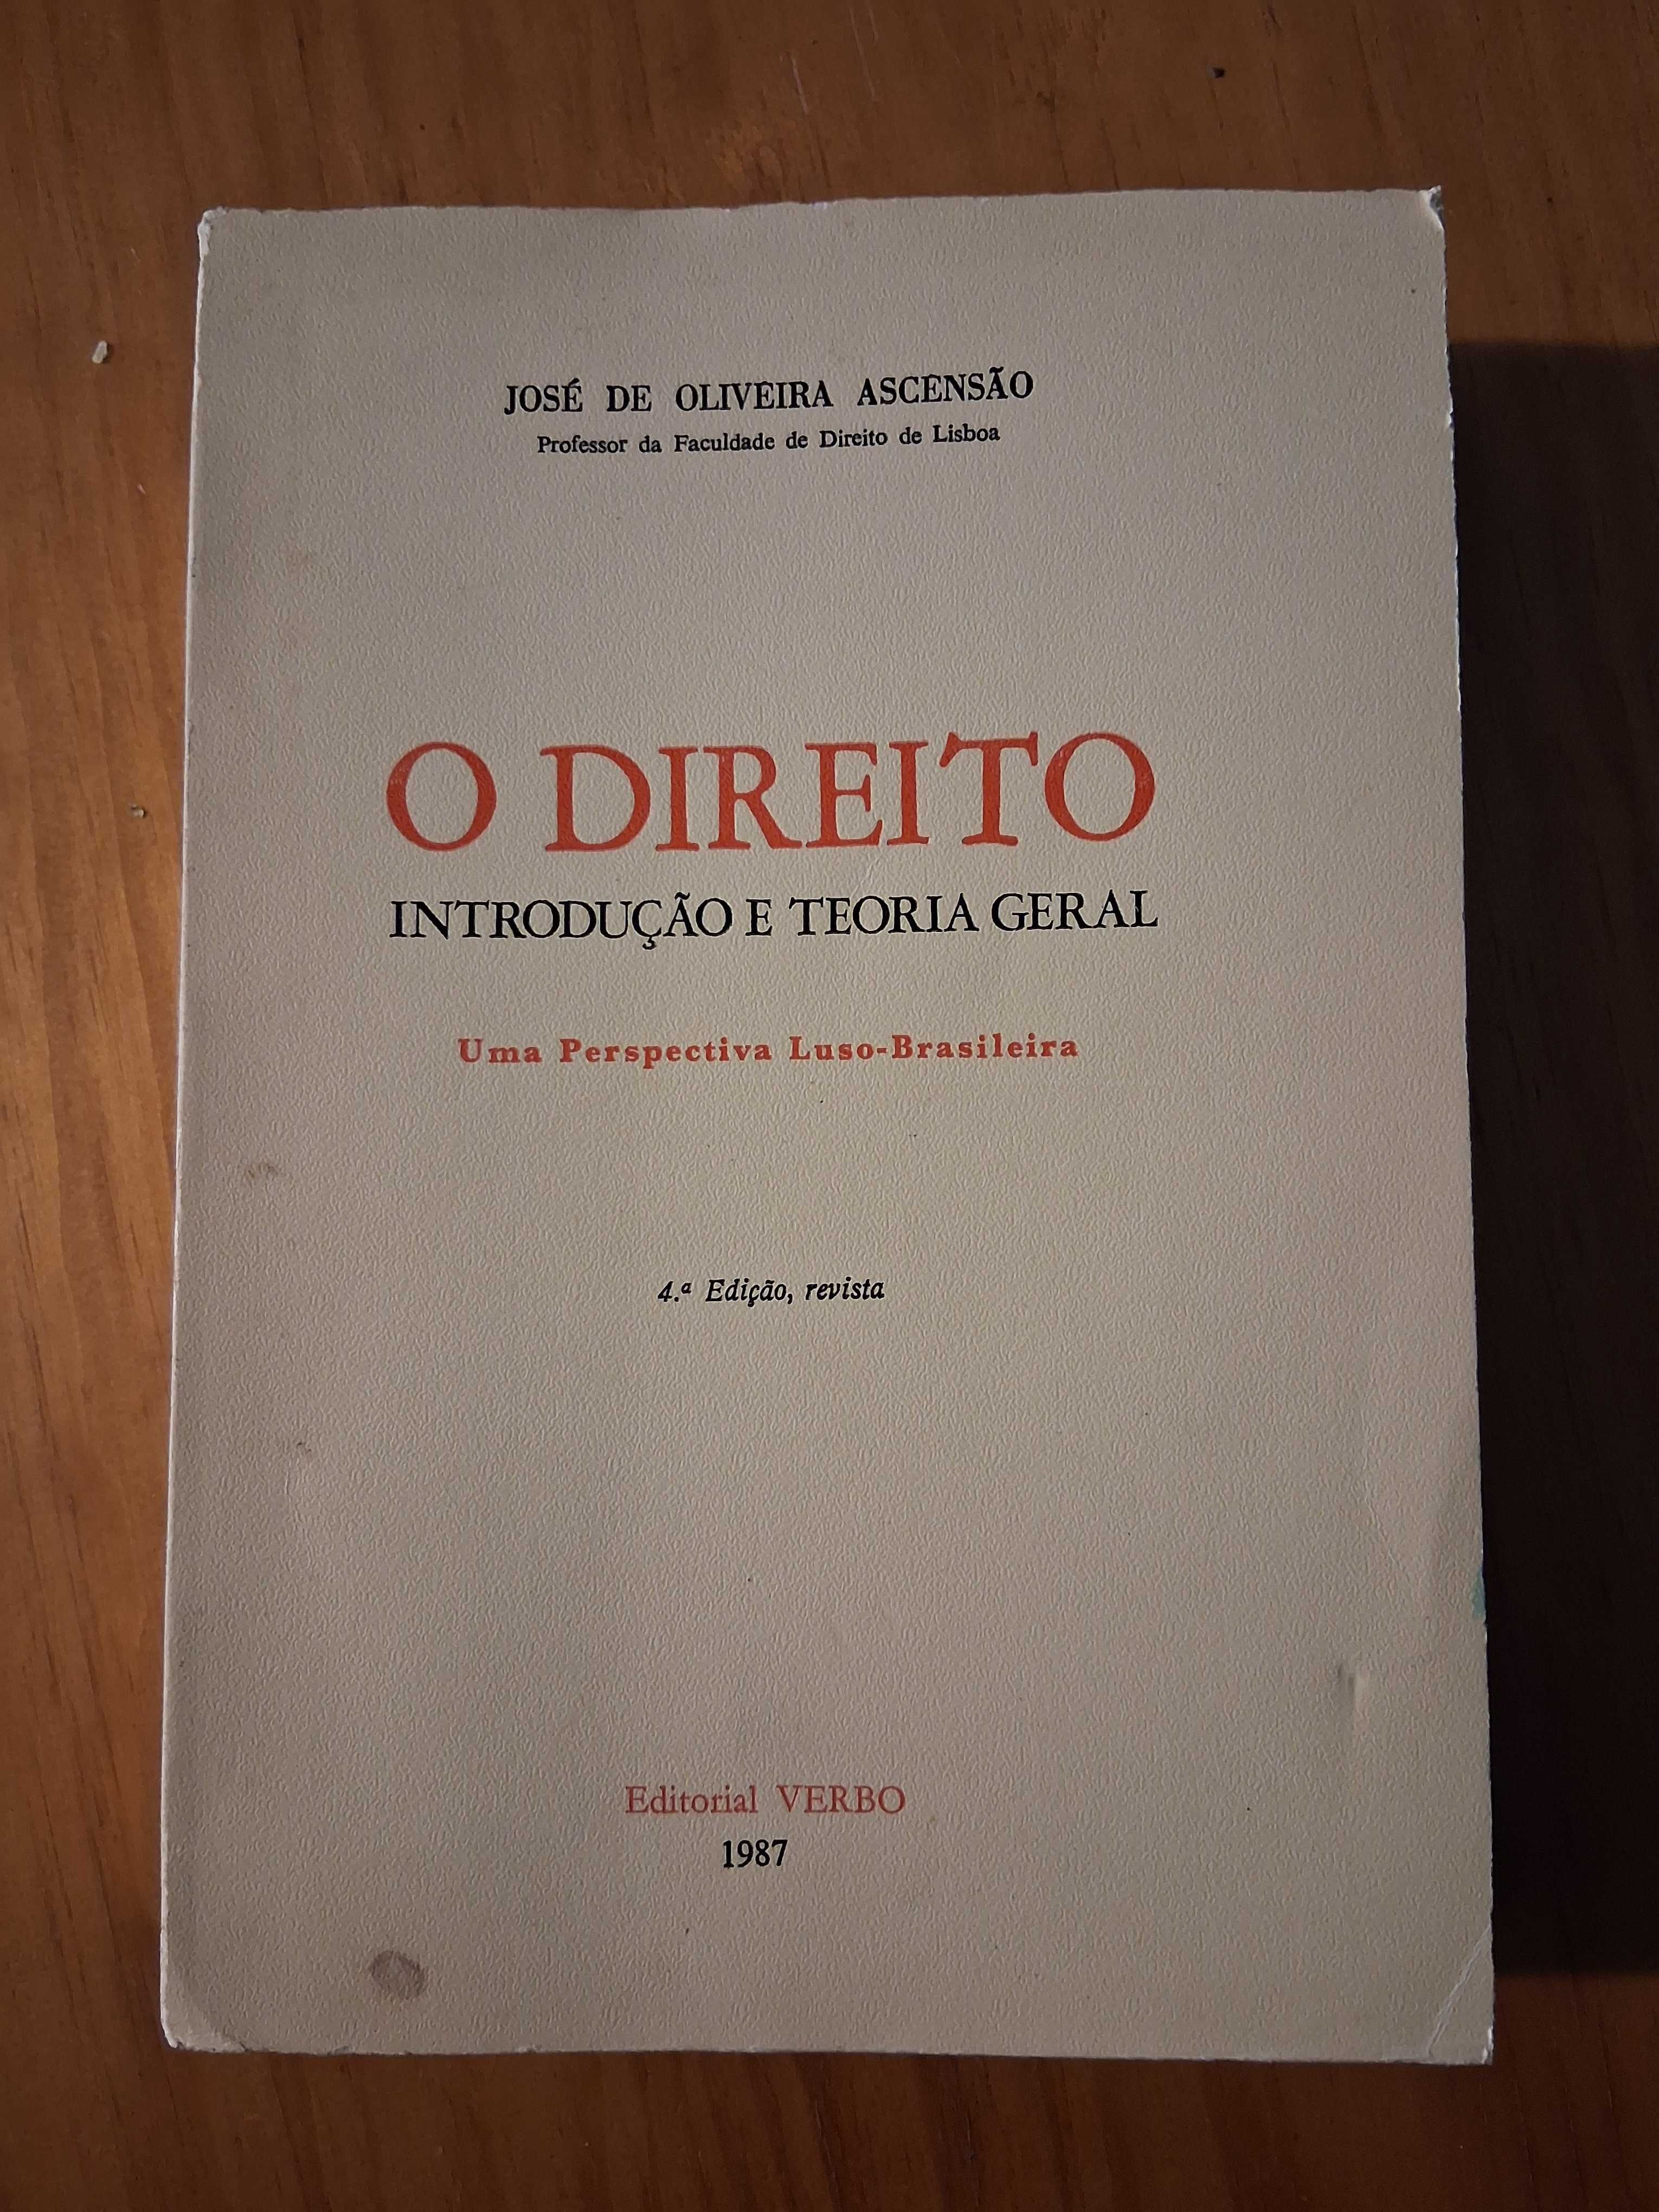 JOSÉ DE OLIVEIRA ASCENSÃO
Professor da Faculdade de Direito de Lisboa
O DIREITO
INTRODUÇÃO E TEORIA GERAL
Uma Perspectiva Luso-Brasileira
4.ª Edição, revista
Editorial VERBO
1987